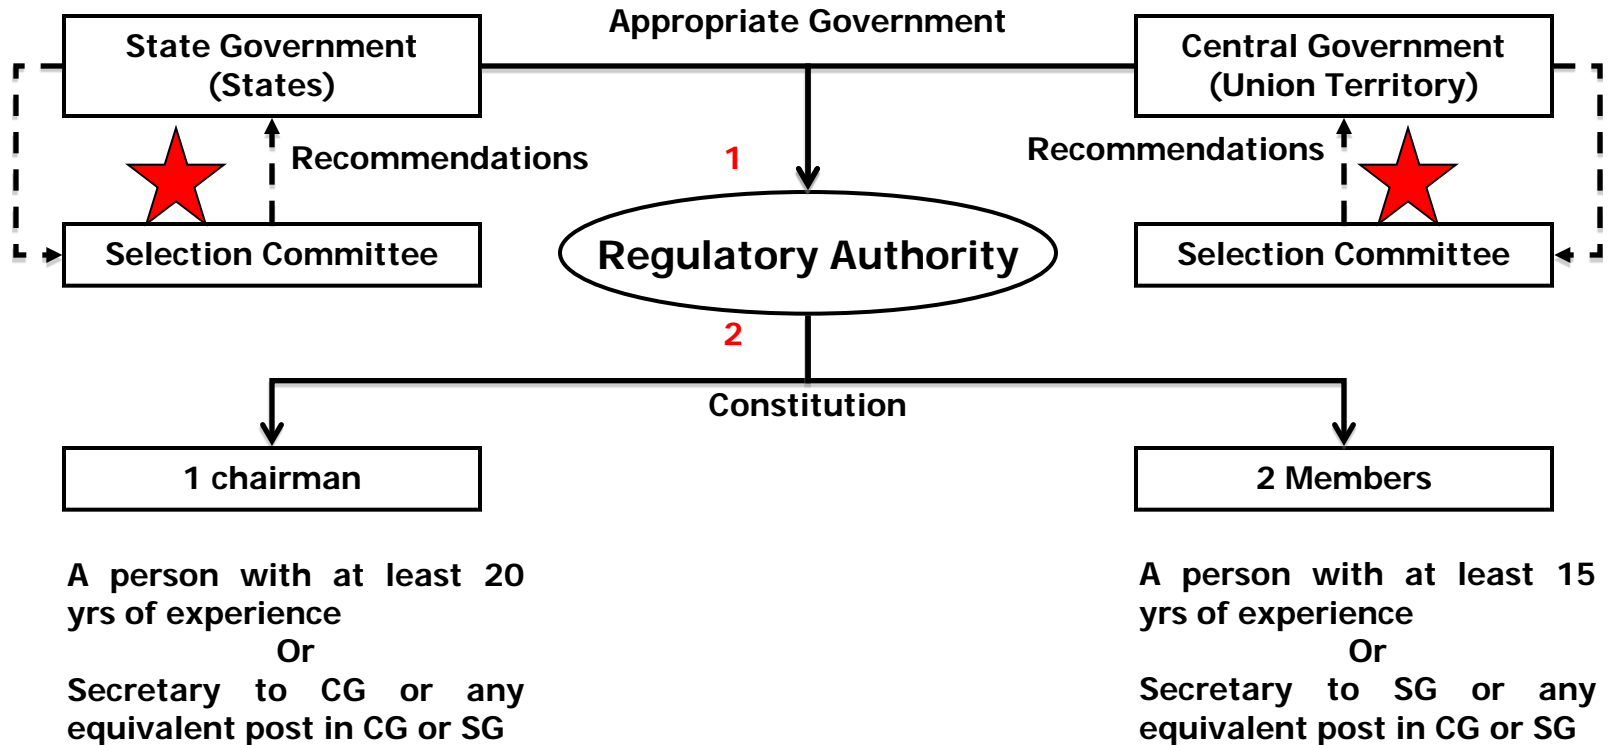 Appropriate Government
State Government
(States)
Central Government
(Union Territory)
Recommendations
1
Recommendations
Selection Committee
Regulatory Authority
Selection Committee
2
Constitution
1 chairman
2 Members
A person with at least 20
yrs of experience
Or
Secretary to CG or any
equivalent post in CG or SG
A person with at least 15
yrs of experience
Or
Secretary to SG or any
equivalent post in CG or SG